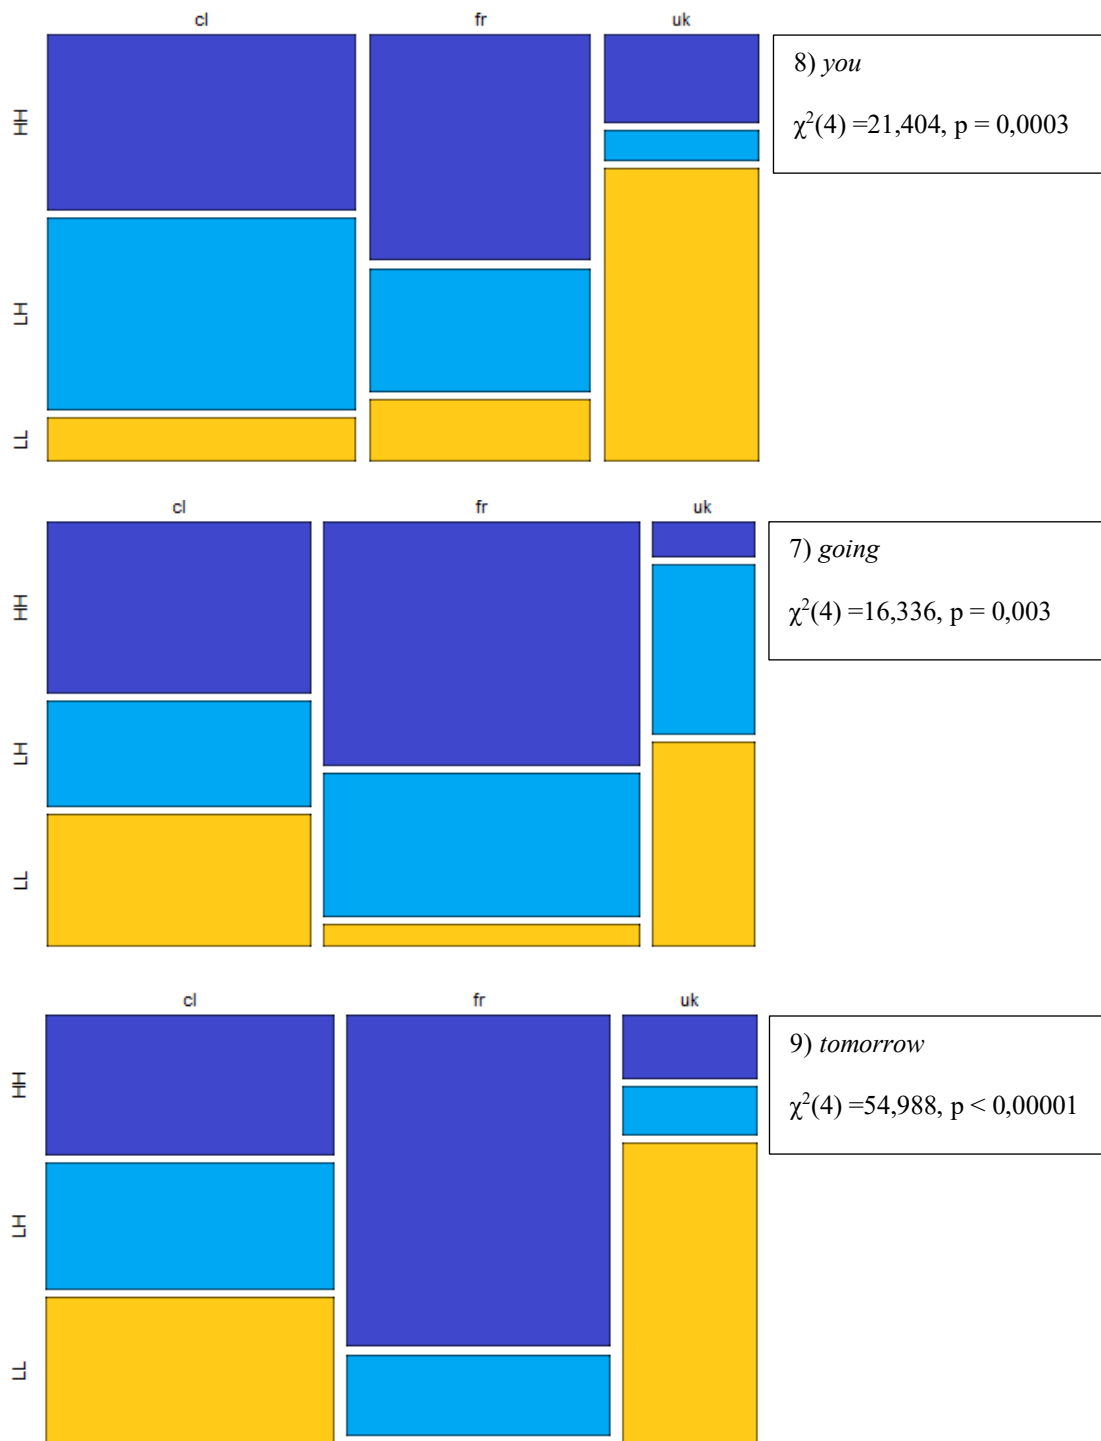 cl fr uk
HH
LH
LL
8) you
χ²(4) =21,404, p = 0,0003
cl fr uk
HH
LH
LL
7) going
χ²(4) =16,336, p = 0,003
cl fr uk
HH
LH
LL
9) tomorrow
χ²(4) =54,988, p < 0,00001